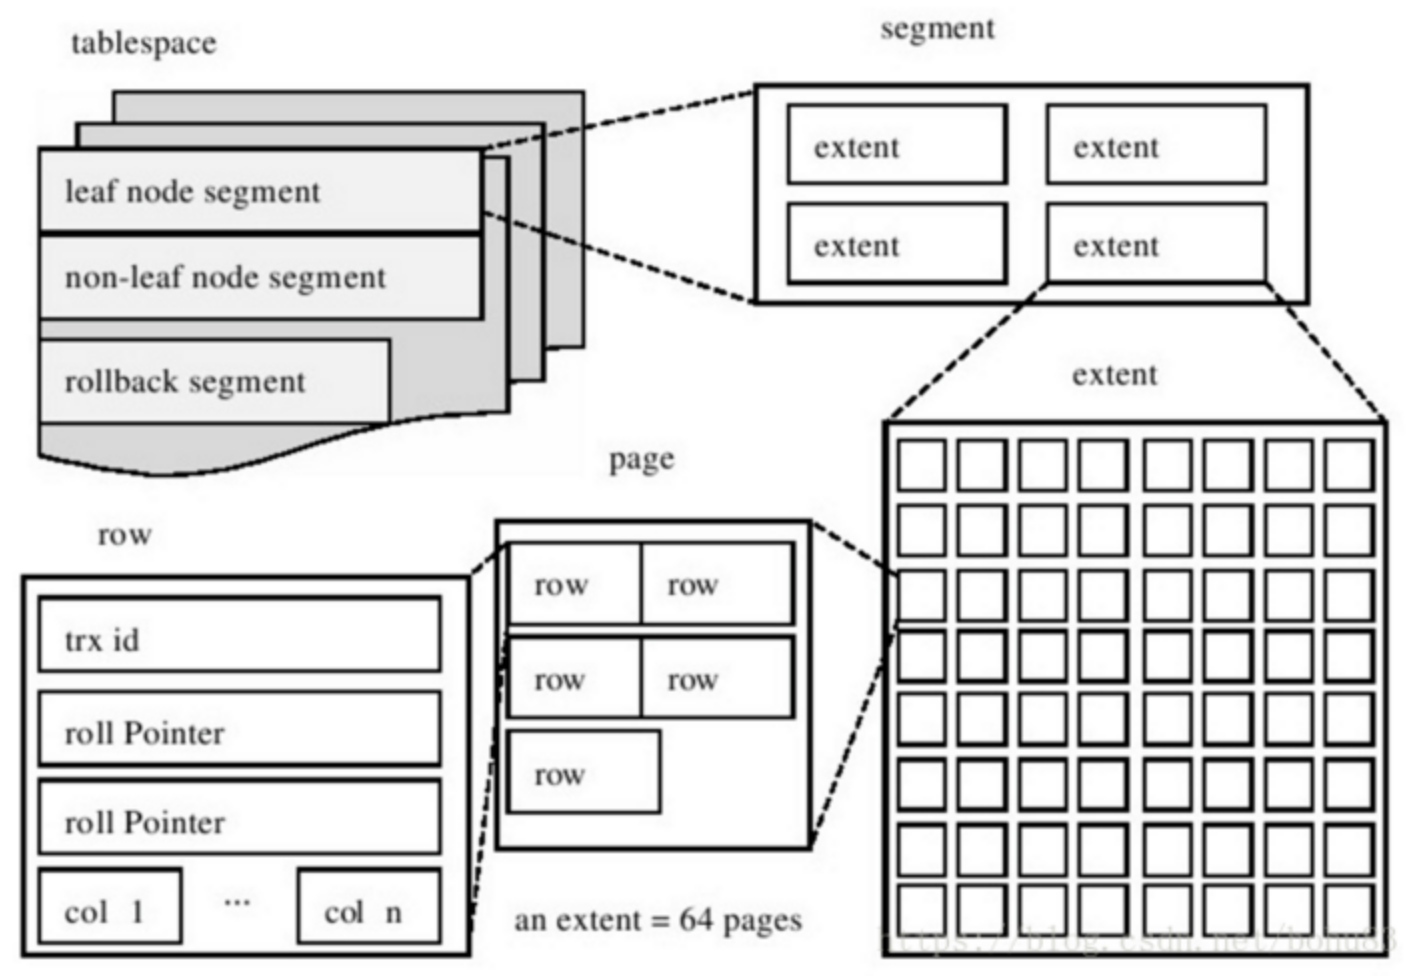 tablespace
segment
leaf node segment
non-leaf node segment
rollback segment
extent
extent
extent
extent
extent
page
row
row
row
row
row
row
trx id
roll Pointer
roll Pointer
col 1
...
col n
an extent = 64 pages
https://blog.csdn.net/bohu83